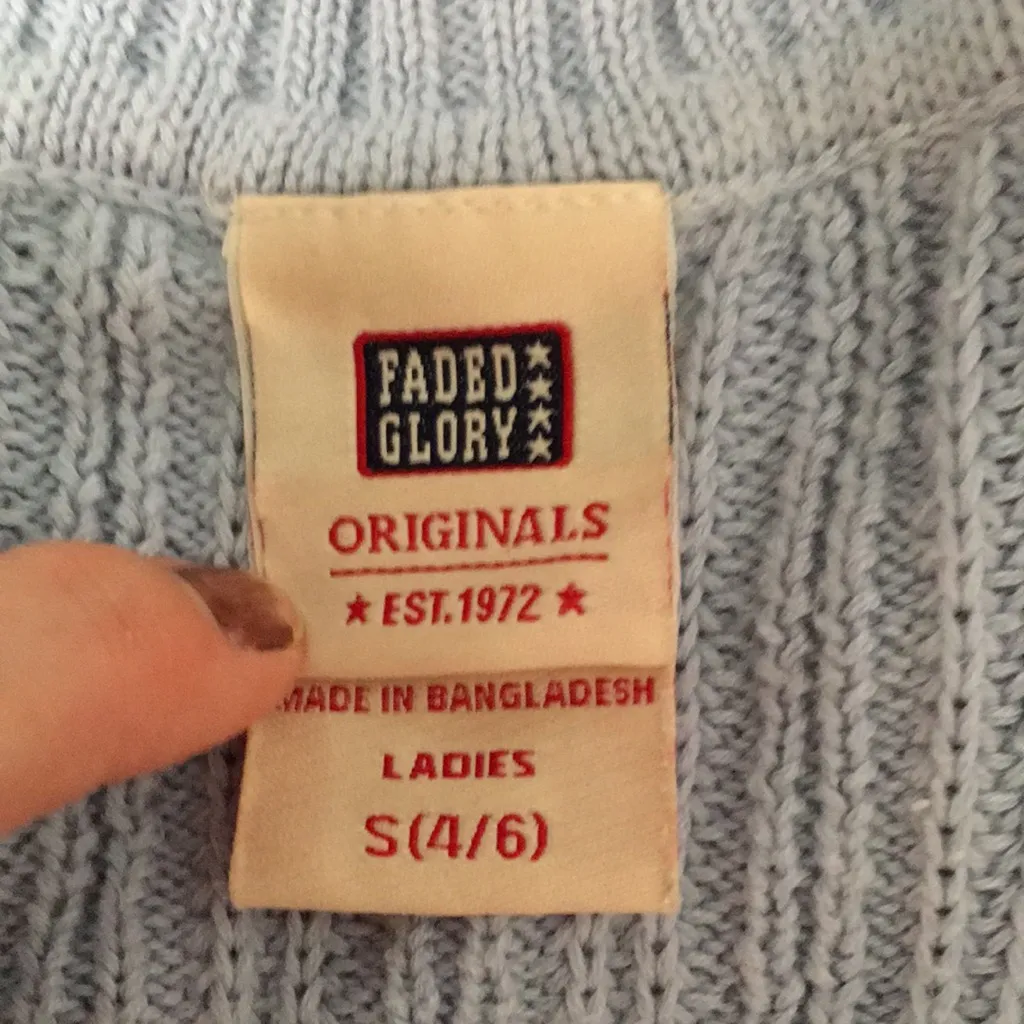 FADED
GLORY
ORIGINALS
EST.1972
MADE IN BANGLADESH
LADIES
S(4/6)